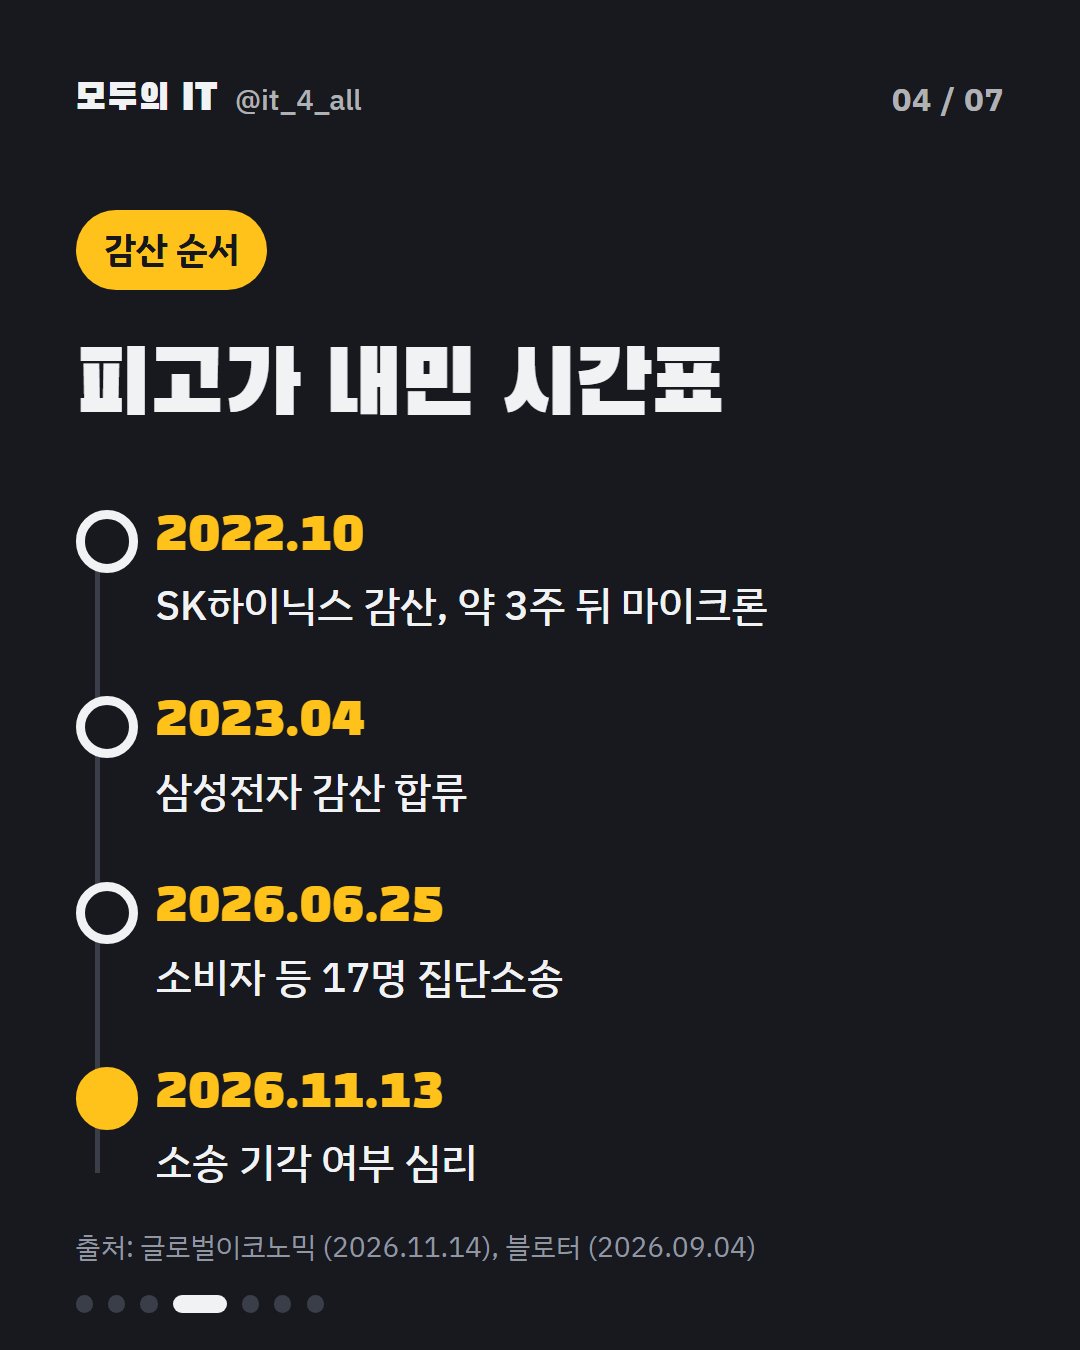 모두의 IT @it_4_all
04 / 07
감산 순서
피고가 내민 시간표
2022.10
SK하이닉스 감산, 약 3주 뒤 마이크론
2023.04
삼성전자 감산 합류
2026.06.25
소비자 등 17명 집단소송
2026.11.13
소송 기각 여부 심리
출처: 글로벌이코노믹 (2026.11.14), 블로터 (2026.09.04)